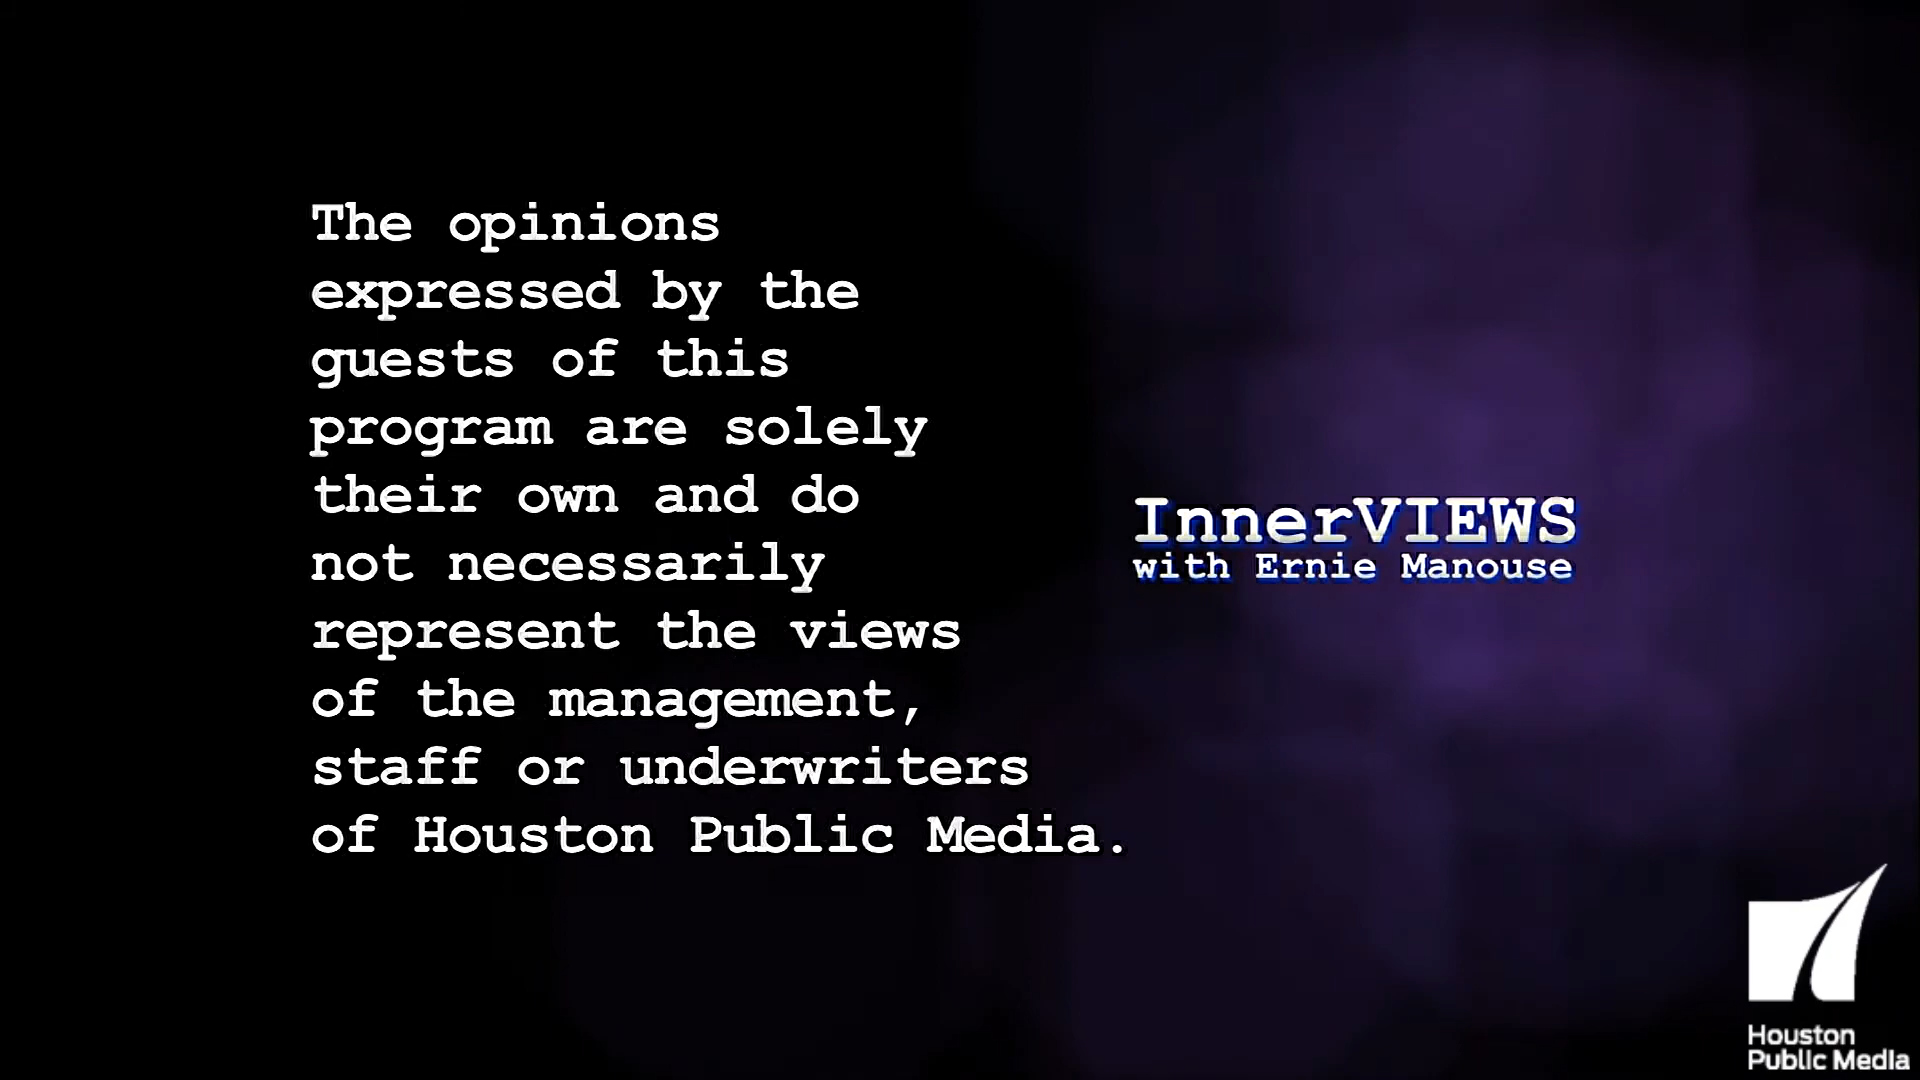 The opinions
expressed by the
guests of this
program are solely
their own and do
not necessarily
represent the views
of the management,
staff or underwriters
of Houston Public Media.
InnerVIEWS
with Ernie Manouse
Houston
Public Media